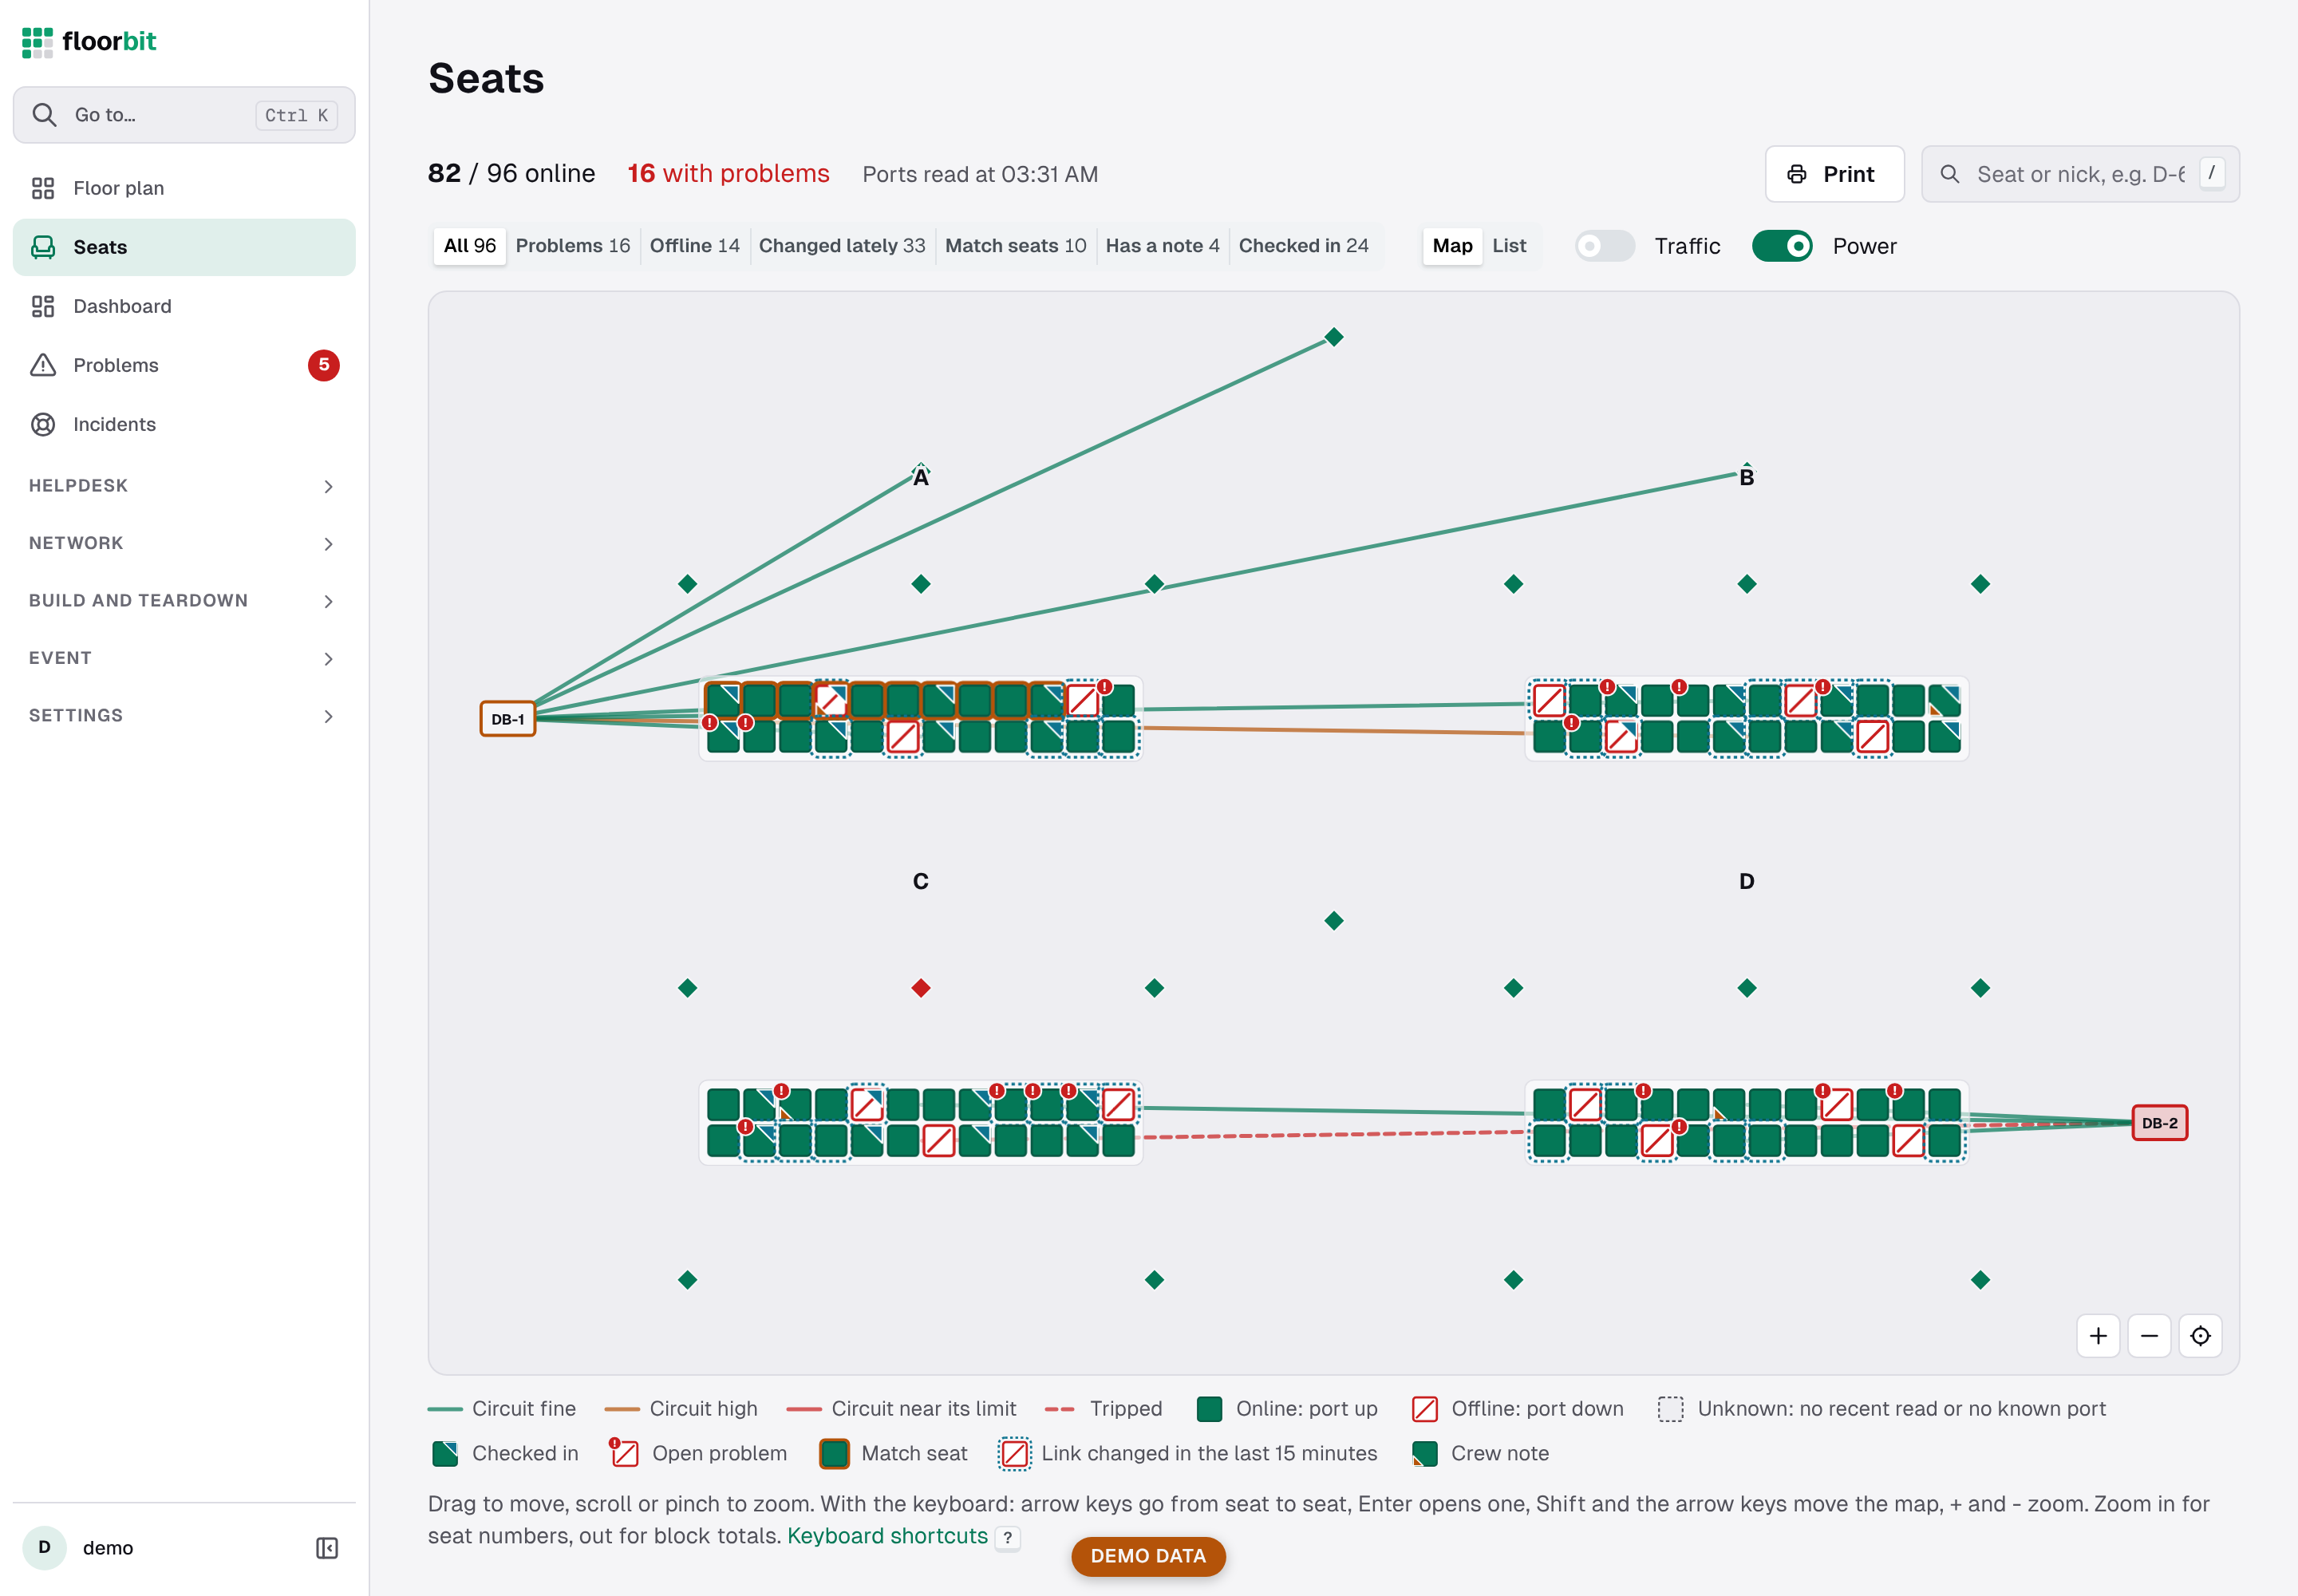 floorbit
Go to...
Ctrl K
Floor plan
Seats
Dashboard
Problems
5
Incidents
HELPDESK
NETWORK
BUILD AND TEARDOWN
EVENT
SETTINGS
D
demo
Seats
82 / 96 online
16 with problems
Ports read at 03:31 AM
Print
Seat or nick, e.g. D-6
/
All 96
Problems 16
Offline 14
Changed lately 33
Match seats 10
Has a note 4
Checked in 24
Map
List
Traffic
Power
A
B
DB-1
C
D
DB-2
Circuit fine
Circuit high
Circuit near its limit
Tripped
Online: port up
Offline: port down
Unknown: no recent read or no known port
Checked in
Open problem
Match seat
Link changed in the last 15 minutes
Crew note
Drag to move, scroll or pinch to zoom. With the keyboard: arrow keys go from seat to seat, Enter opens one, Shift and the arrow keys move the map, + and - zoom. Zoom in for
seat numbers, out for block totals. Keyboard shortcuts ?
DEMO DATA